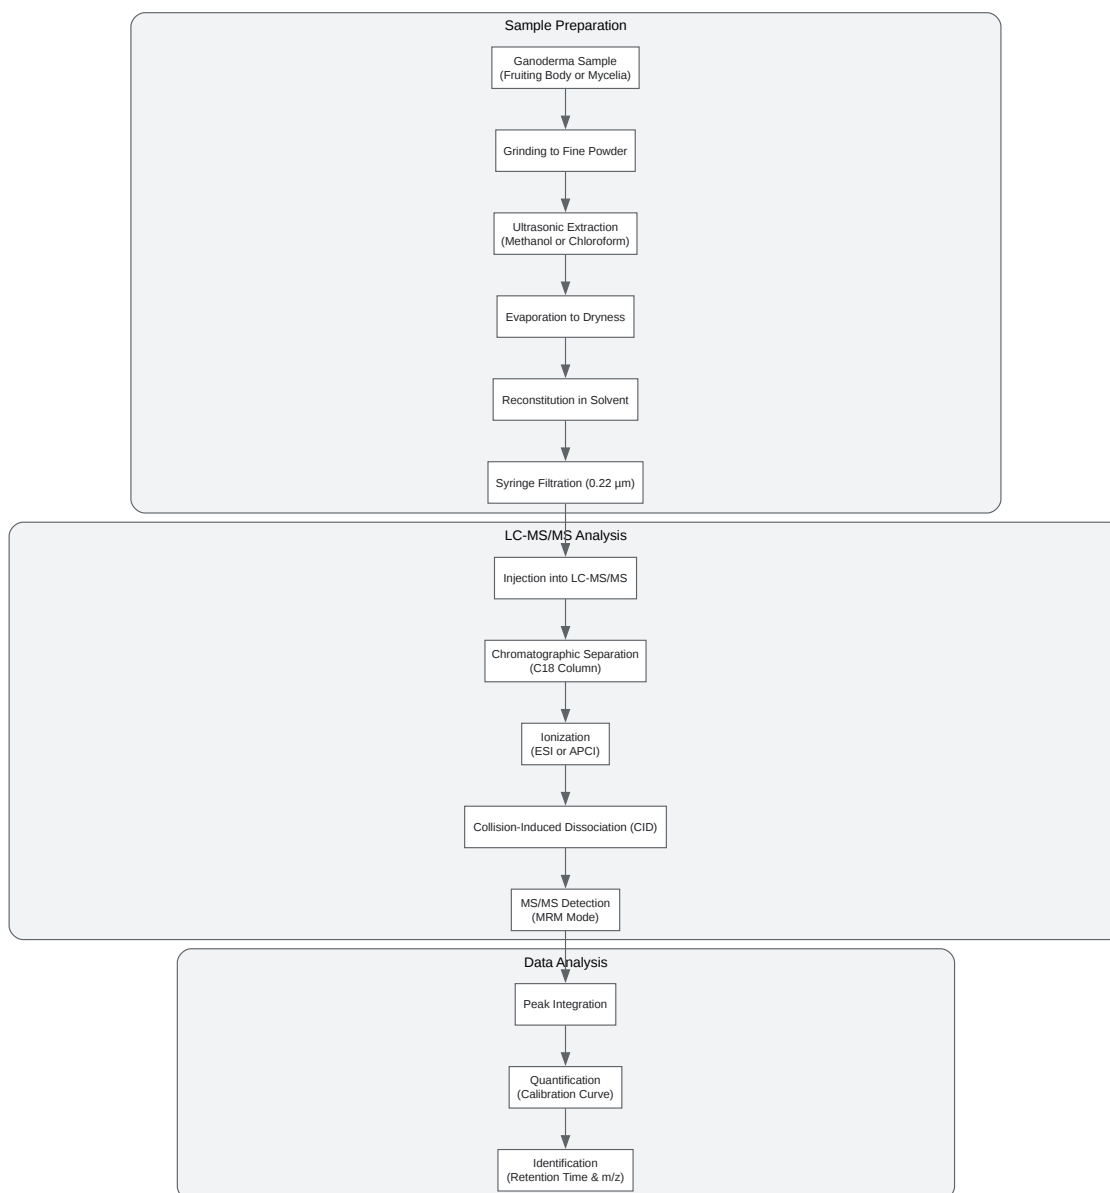 Sample Preparation
Ganoderma Sample
(Fruiting Body or Mycelia)
Grinding to Fine Powder
Ultrasonic Extraction
(Methanol or Chloroform)
Evaporation to Dryness
Reconstitution in Solvent
Syringe Filtration (0.22 µm)
LC-MS/MS Analysis
Injection into LC-MS/MS
Chromatographic Separation
(C18 Column)
Ionization
(ESI or APCI)
Collision-Induced Dissociation (CID)
MS/MS Detection
(MRM Mode)
Data Analysis
Peak Integration
Quantification
(Calibration Curve)
Identification
(Retention Time & m/z)